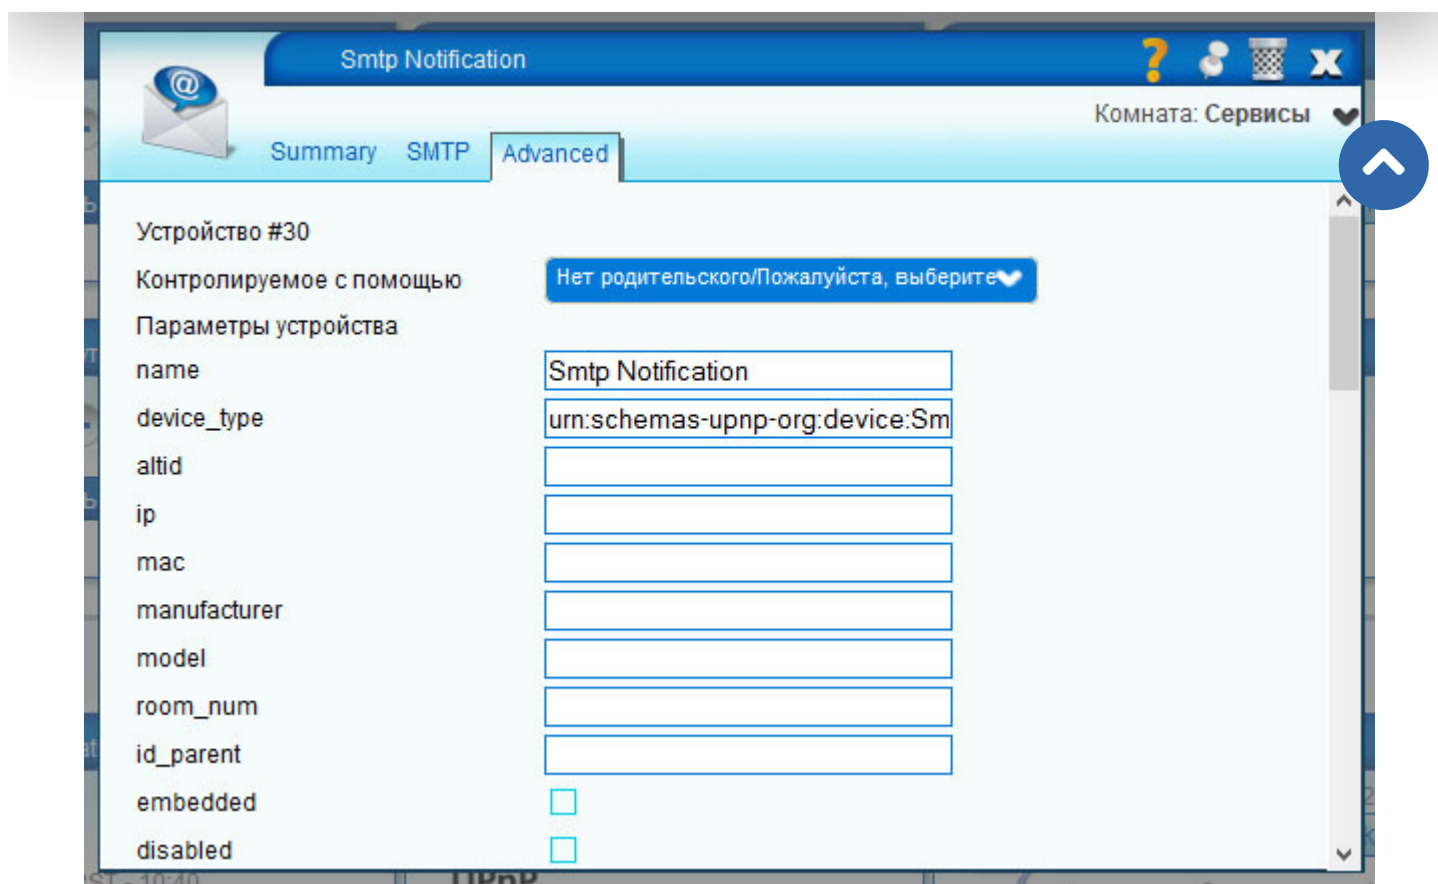 Smtp Notification
Комната: Сервисы
Summary SMTP Advanced
Устройство #30
Контролируемое с помощью Нет родительского/Пожалуйста, выберите
Параметры устройства
name Smtp Notification
device_type urn:schemas-upnp-org:device:Sm
altid
ip
mac
manufacturer
model
room_num
id_parent
embedded
disabled
UPnP